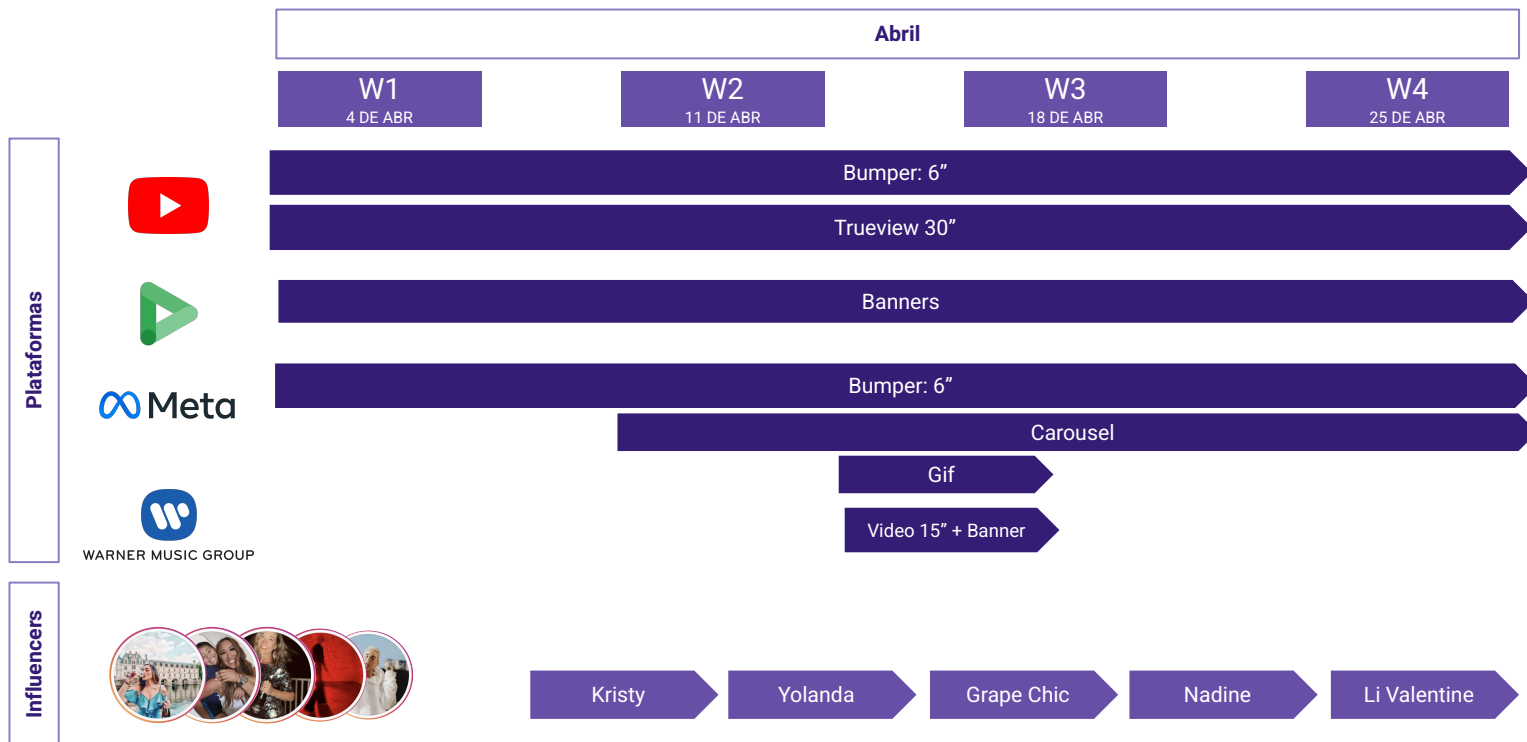 Abril
W1
4 DE ABR
W2
11 DE ABR
W3
18 DE ABR
W4
25 DE ABR
Plataformas
Bumper: 6”
Trueview 30”
Banners
Meta
Bumper: 6”
Carousel
Gif
WARNER MUSIC GROUP
Video 15” + Banner
Influencers
Kristy
Yolanda
Grape Chic
Nadine
Li Valentine